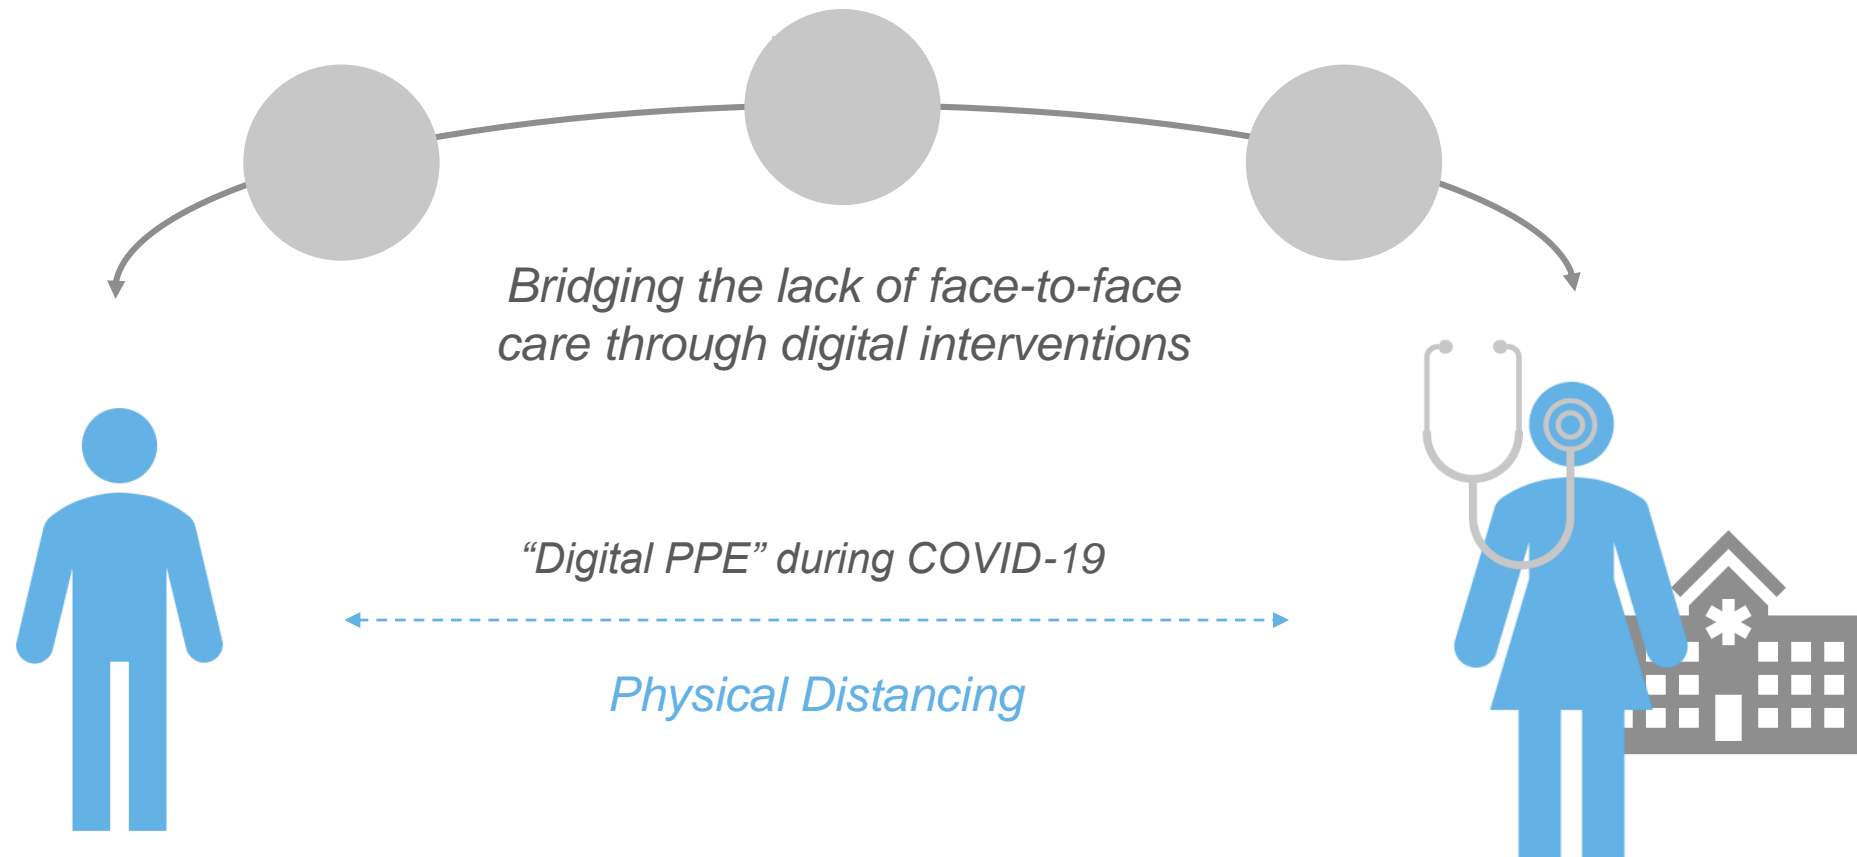 Bridging the lack of face-to-face
care through digital interventions
“Digital PPE” during COVID-19
Physical Distancing